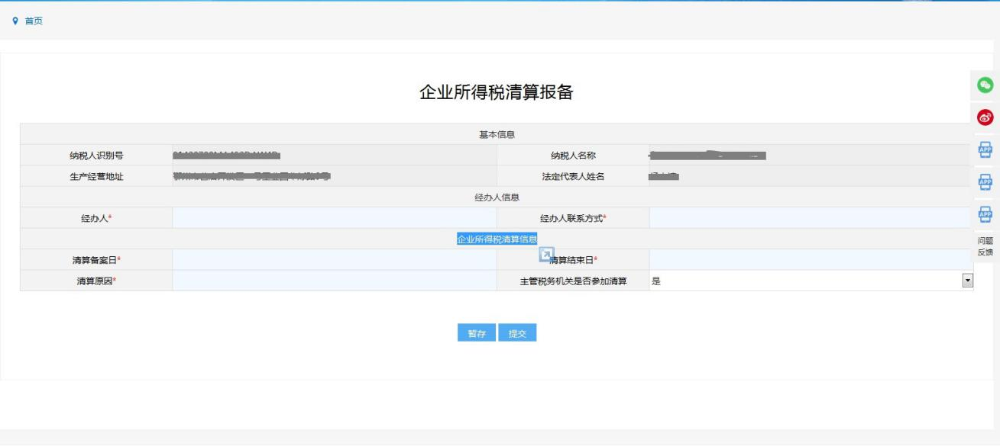 首页
企业所得税清算报备
基本信息
纳税人识别号 纳税人名称
生产经营地址 法定代表人姓名
经办人信息
经办人* 经办人联系方式*
企业所得税清算信息
清算备案日* 清算结束日*
清算原因* 主管税务机关是否参加清算 是
暂存 提交
APP
APP
APP
问题
反馈